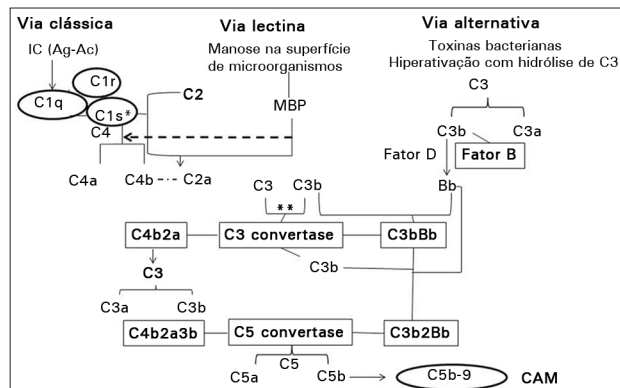 Via clássica
Via lectina
Via alternativa
IC (Ag-Ac)
Manose na superfície
de microorganismos
Toxinas bacterianas
Hiperativação com hidrólise de C3
C1r
C1q
C1s*
C2
MBP
C3
C4
C3b
C3a
Fator D
Fator B
C4a
C4b
C2a
C3
C3b
Bb
**
C4b2a
C3 convertase
C3bBb
C3
C3b
C3a
C3b
C4b2a3b
C5 convertase
C3b2Bb
C5
C5a
C5b
C5b-9
CAM